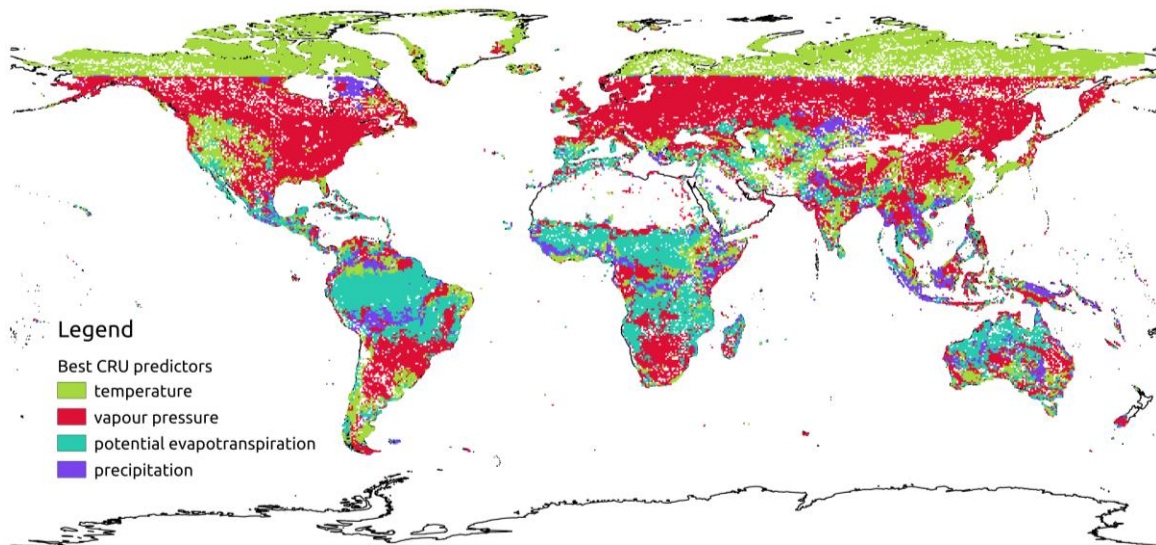 Legend
Best CRU predictors
temperature
vapour pressure
potential evapotranspiration
precipitation